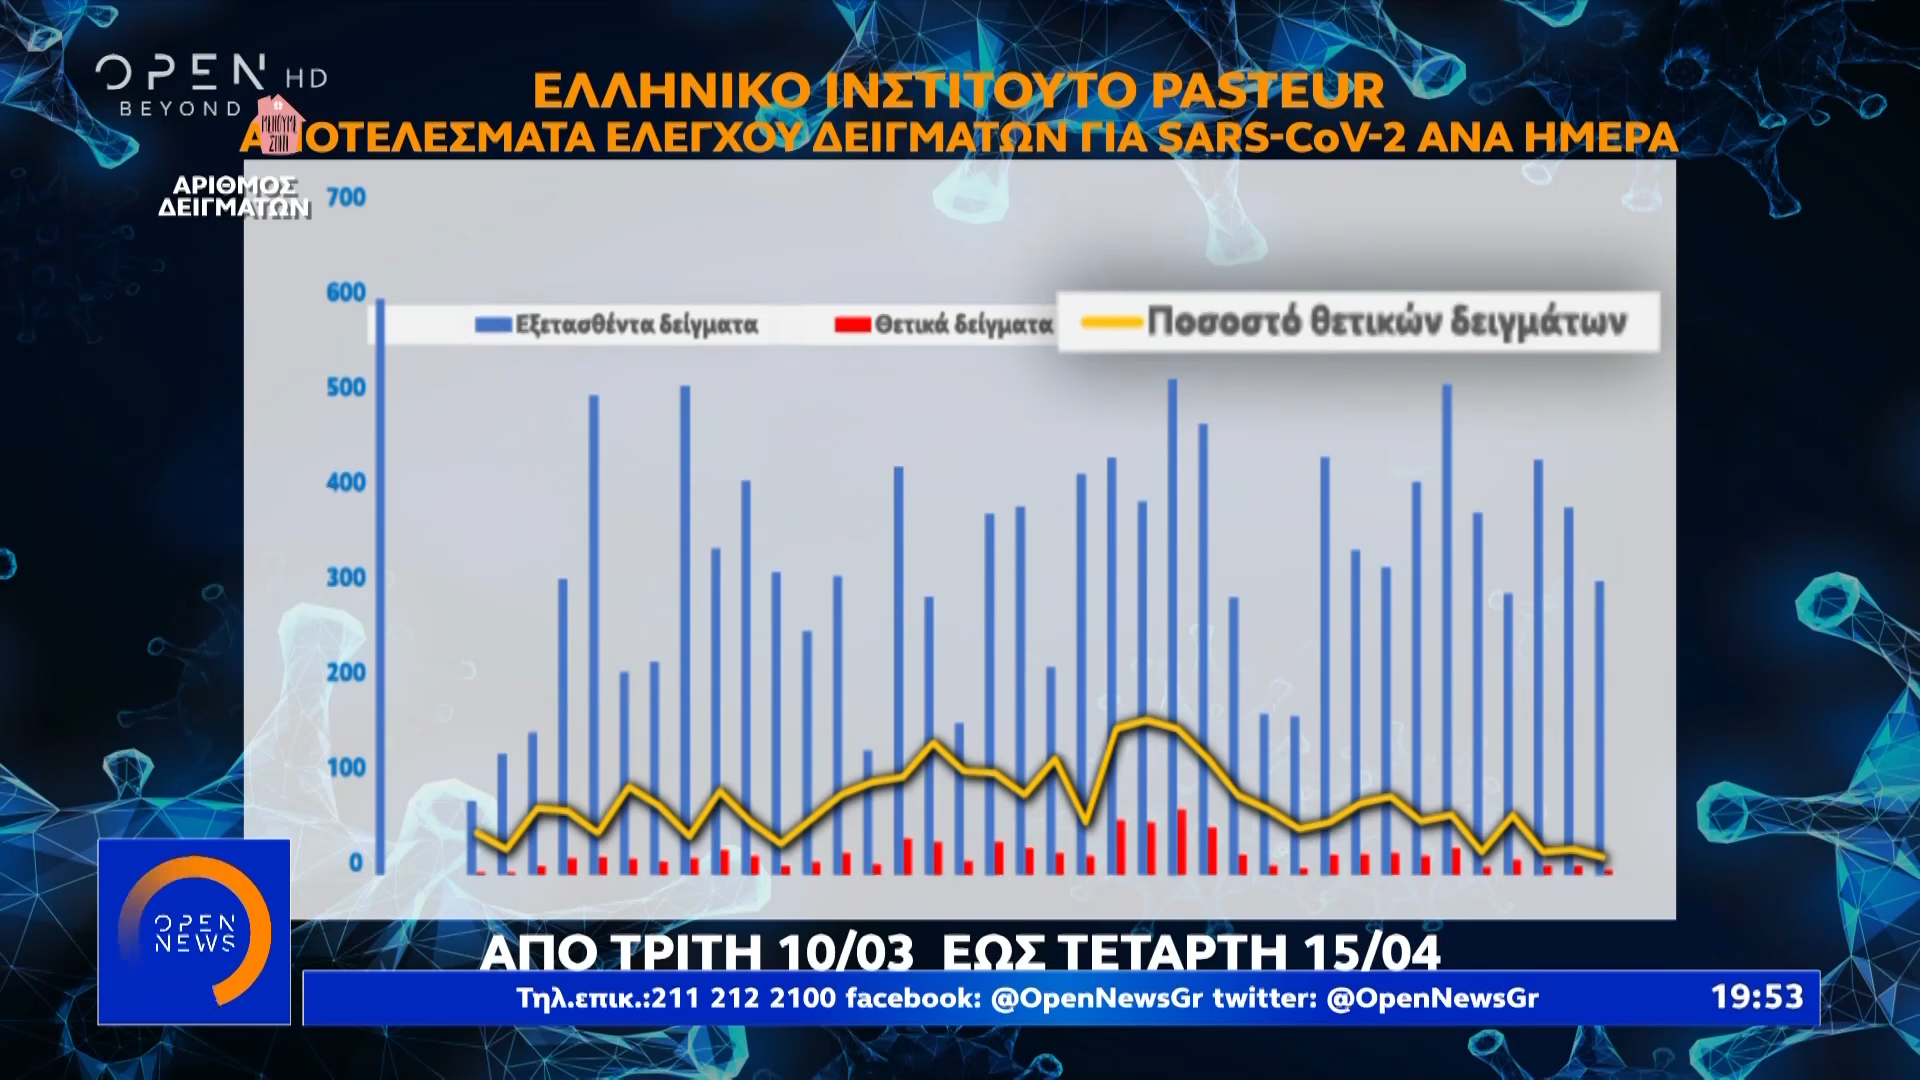 OPEN HD
BEYOND
ΜΕΝΟΥΜΕ
ΣΠΙΤΙ
ΕΛΛΗΝΙΚΟ ΙΝΣΤΙΤΟΥΤΟ PASTEUR
ΑΠΟΤΕΛΕΣΜΑΤΑ ΕΛΕΓΧΟΥ ΔΕΙΓΜΑΤΩΝ ΓΙΑ SARS-CoV-2 ΑΝΑ ΗΜΕΡΑ
ΑΡΙΘΜΟΣ
ΔΕΙΓΜΑΤΩΝ
700
600
Εξετασθέντα δείγματα Θετικά δείγματα Ποσοστό θετικών δειγμάτων
500
400
300
200
100
0
OPEN
NEWS
ΑΠΟ ΤΡΙΤΗ 10/03 ΕΩΣ ΤΕΤΑΡΤΗ 15/04
Τηλ.επικ.:211 212 2100 facebook: @OpenNewsGr twitter: @OpenNewsGr
19:53